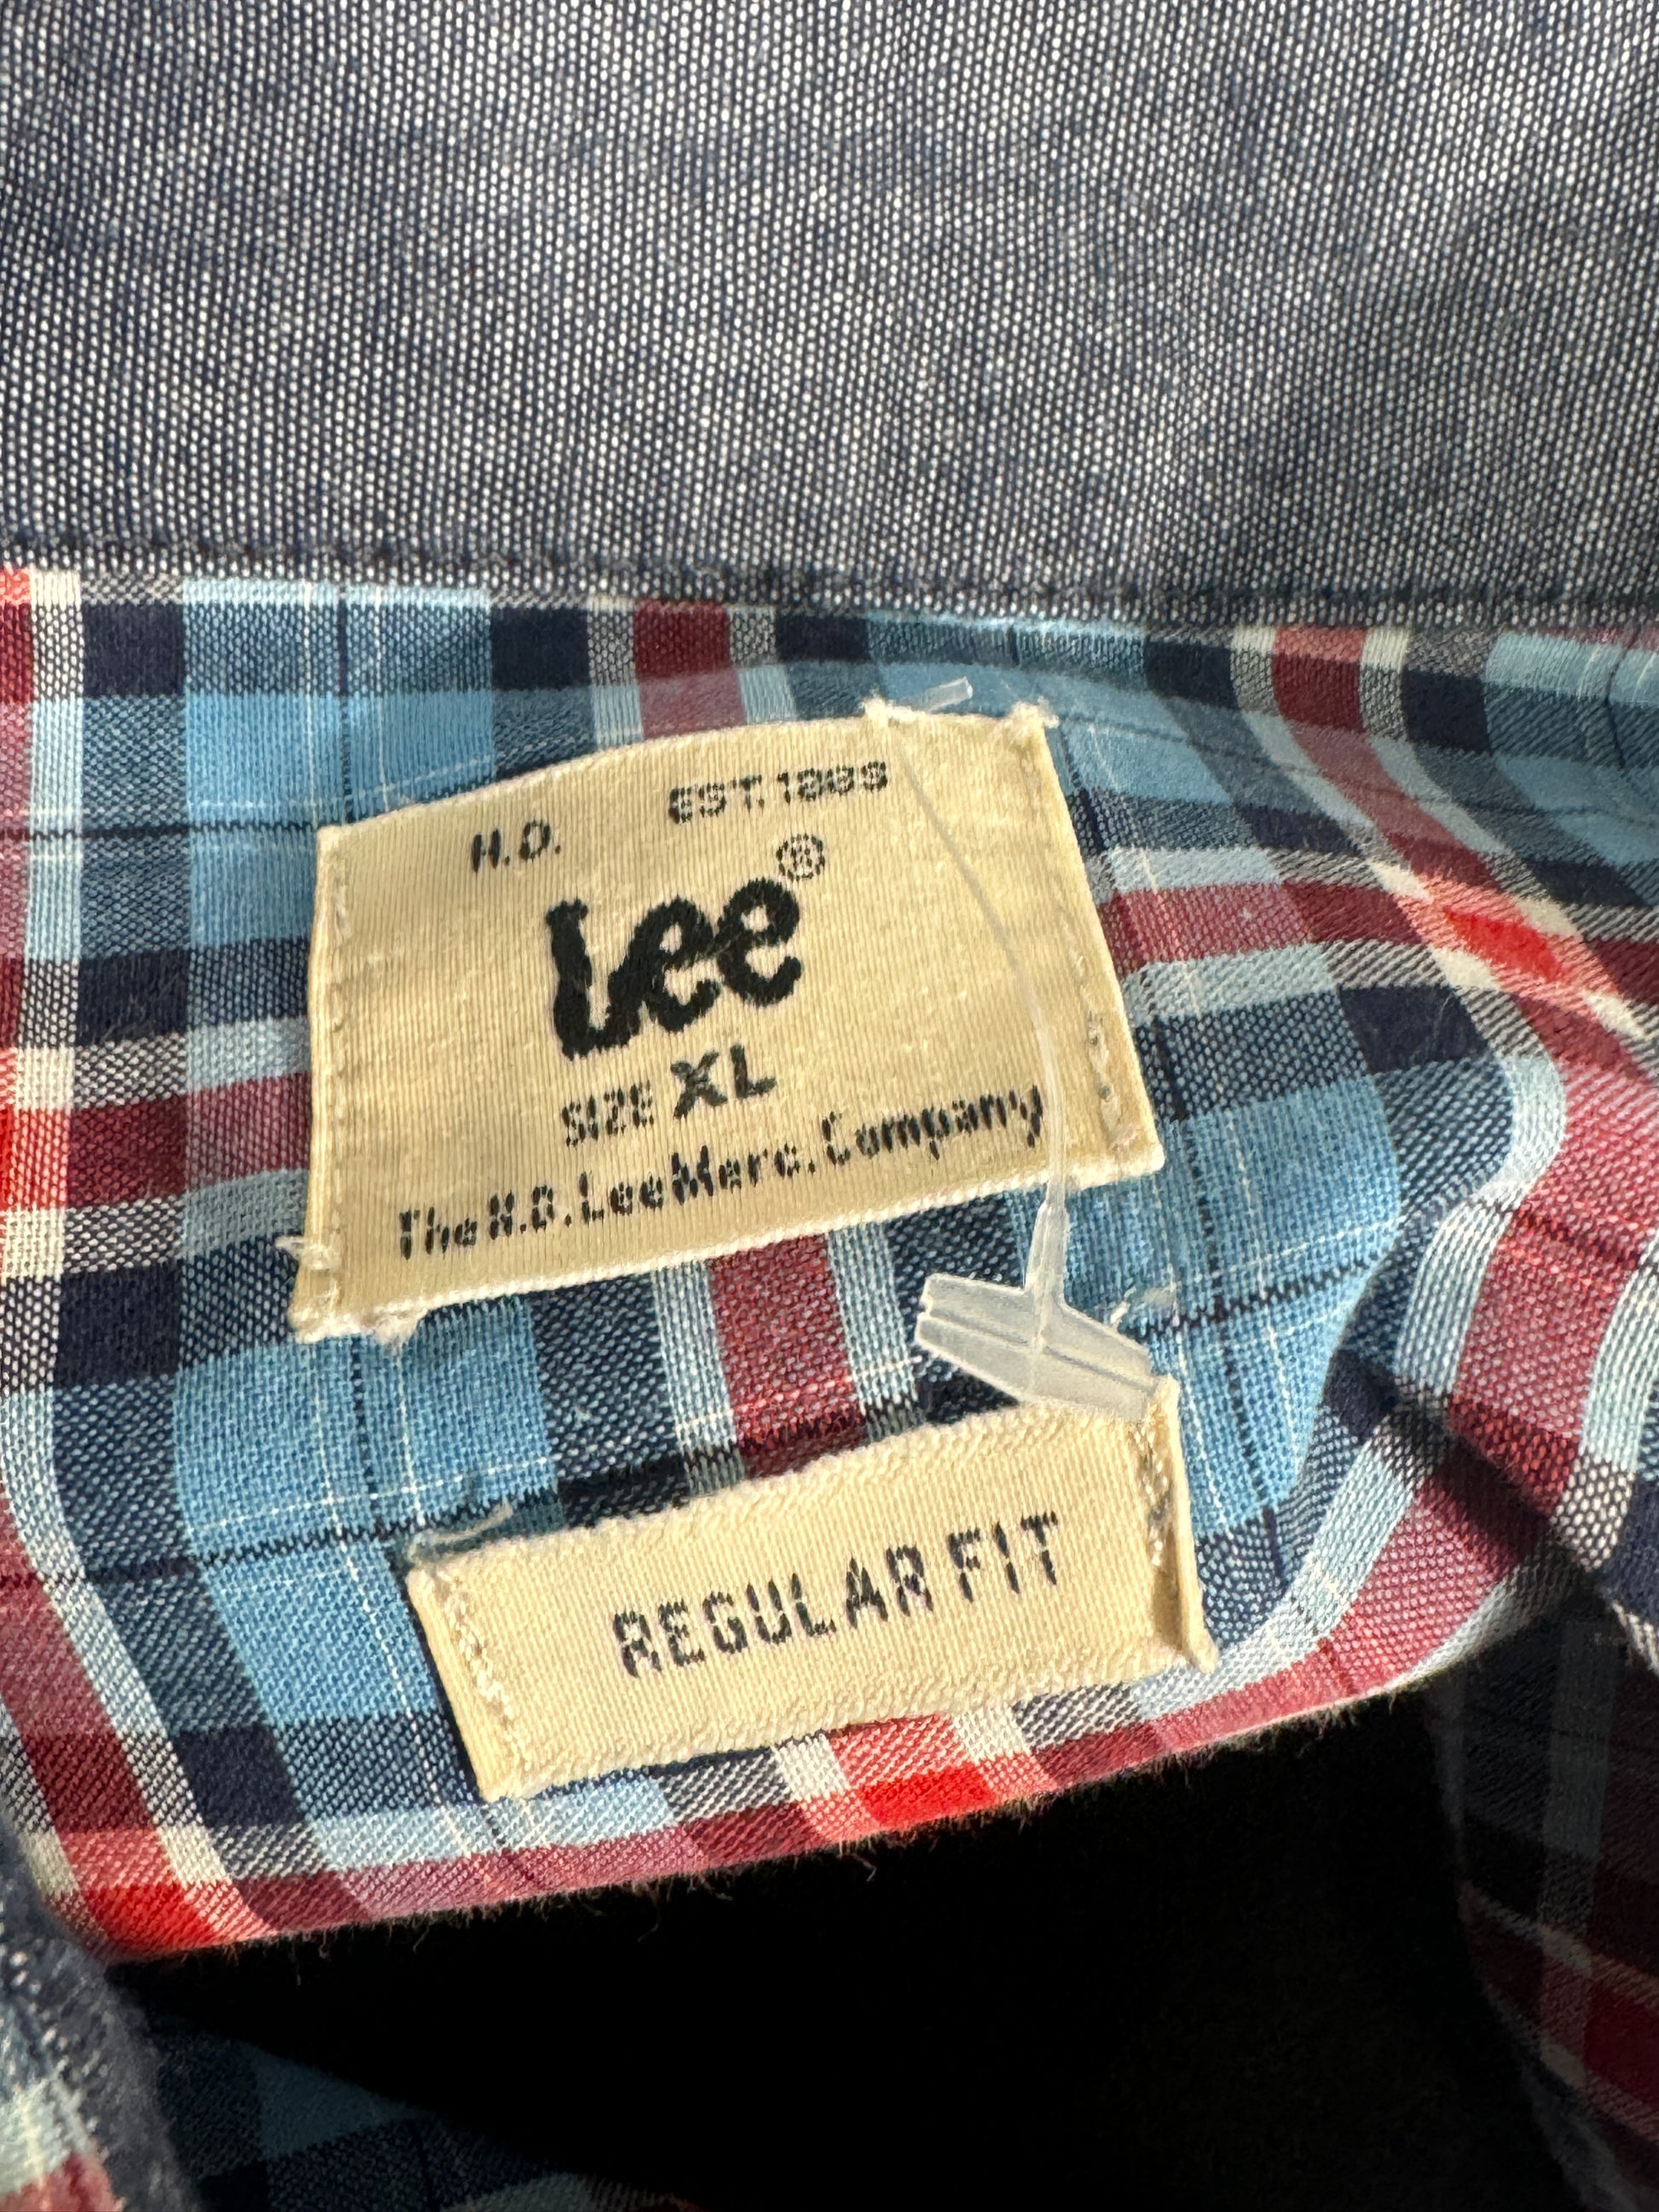 H.D. EST. 1889
Lee®
SIZE XL
The H.D. Lee Merc. Company
REGULAR FIT